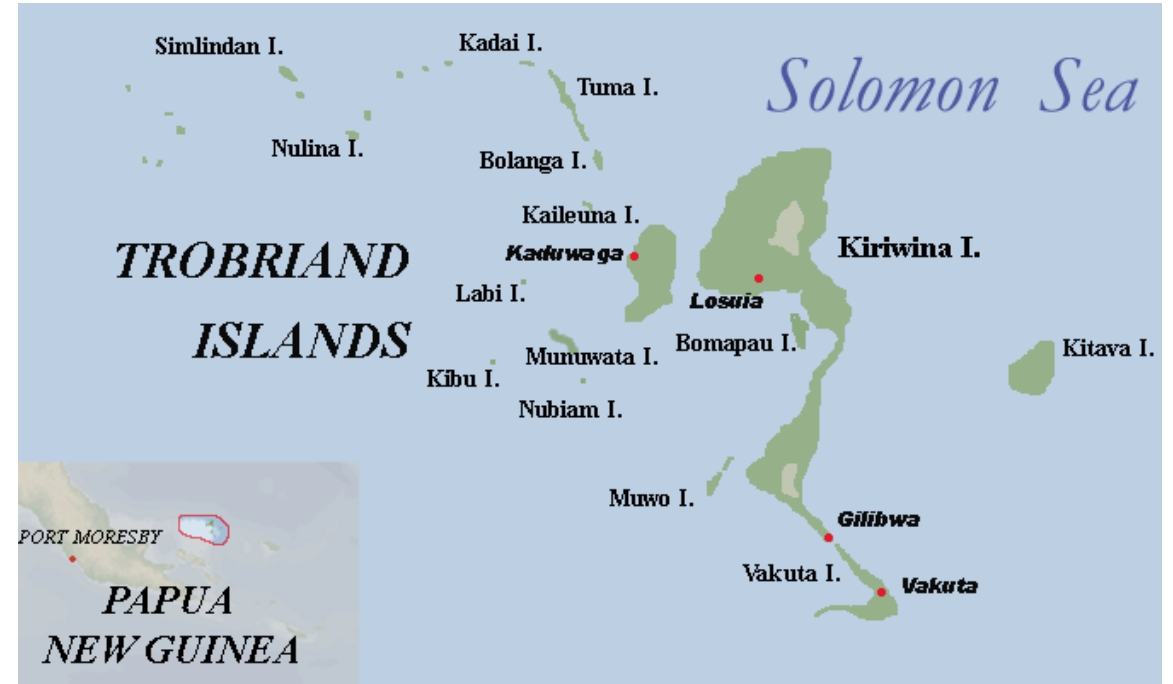 Simlindan I.
Kadai I.
Tuma I.
Solomon Sea
Nulina I.
Bolanga I.
Kaileuna I.
TROBRIAND
ISLANDS
Kaduwaga
Kiriwina I.
Labi I.
Losuia
Munuwata I.
Bomapau I.
Kitava I.
Kibu I.
Nubiam I.
Muwo I.
Gilibwa
Vakuta I.
Vakuta
PORT MORESBY
PAPUA
NEW GUINEA